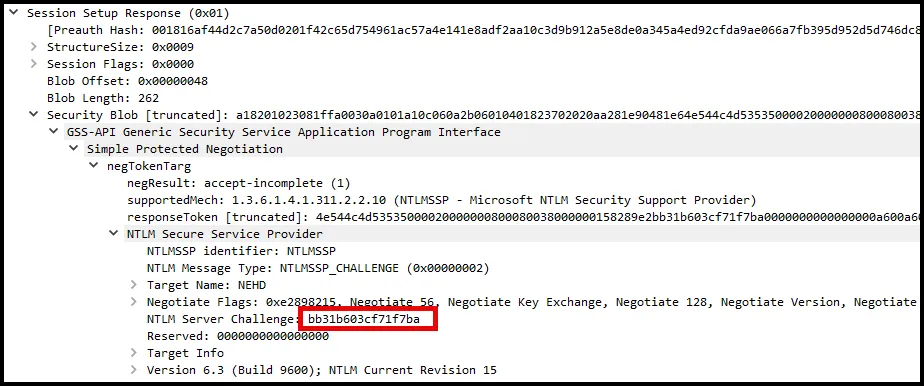 Session Setup Response (0x01)
[Preauth Hash: 001816af44d2c7a50d0201f42c65d754961ac57a4e141e8adf2aa10c3d9b912a5e8de0a345a4ed92cfda9ae066a7fb395d952d5d746dc8
StructureSize: 0x0009
Session Flags: 0x0000
Blob Offset: 0x00000048
Blob Length: 262
Security Blob [truncated]: a18201023081ffa0030a0101a10c060a2b06010401823702020aa281e90481e64e544c4d53535000020000000800080038
GSS-API Generic Security Service Application Program Interface
Simple Protected Negotiation
negTokenTarg
negResult: accept-incomplete (1)
supportedMech: 1.3.6.1.4.1.311.2.2.10 (NTLMSSP - Microsoft NTLM Security Support Provider)
responseToken [truncated]: 4e544c4d53535000020000000800080038000000158289e2bb31b603cf71f7ba0000000000000000a600a6
NTLM Secure Service Provider
NTLMSSP identifier: NTLMSSP
NTLM Message Type: NTLMSSP_CHALLENGE (0x00000002)
Target Name: NEHD
Negotiate Flags: 0xe2898215, Negotiate 56, Negotiate Key Exchange, Negotiate 128, Negotiate Version, Negotiate
NTLM Server Challenge: bb31b603cf71f7ba
Reserved: 0000000000000000
Target Info
Version 6.3 (Build 9600); NTLM Current Revision 15